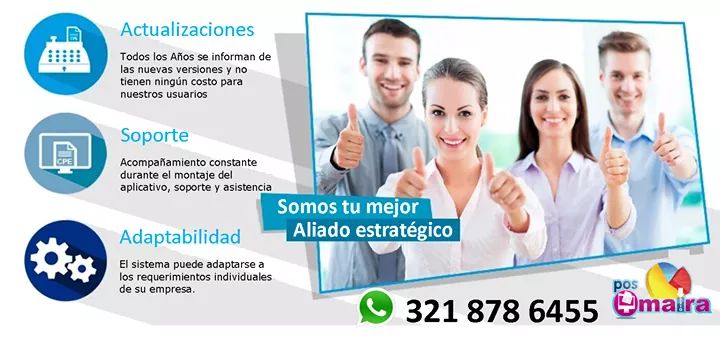 Actualizaciones
Todos los Años se informan de
las nuevas versiones y no
tienen ningún costo para
nuestros usuarios
Soporte
CPE
Acompañamiento constante
durante el montaje del
aplicativo, soporte y asistencia
Adaptabilidad
El sistema puede adaptarse a
los requerimientos individuales
de su empresa.
Somos tu mejor
Aliado estratégico
321 878 6455
pos
maira